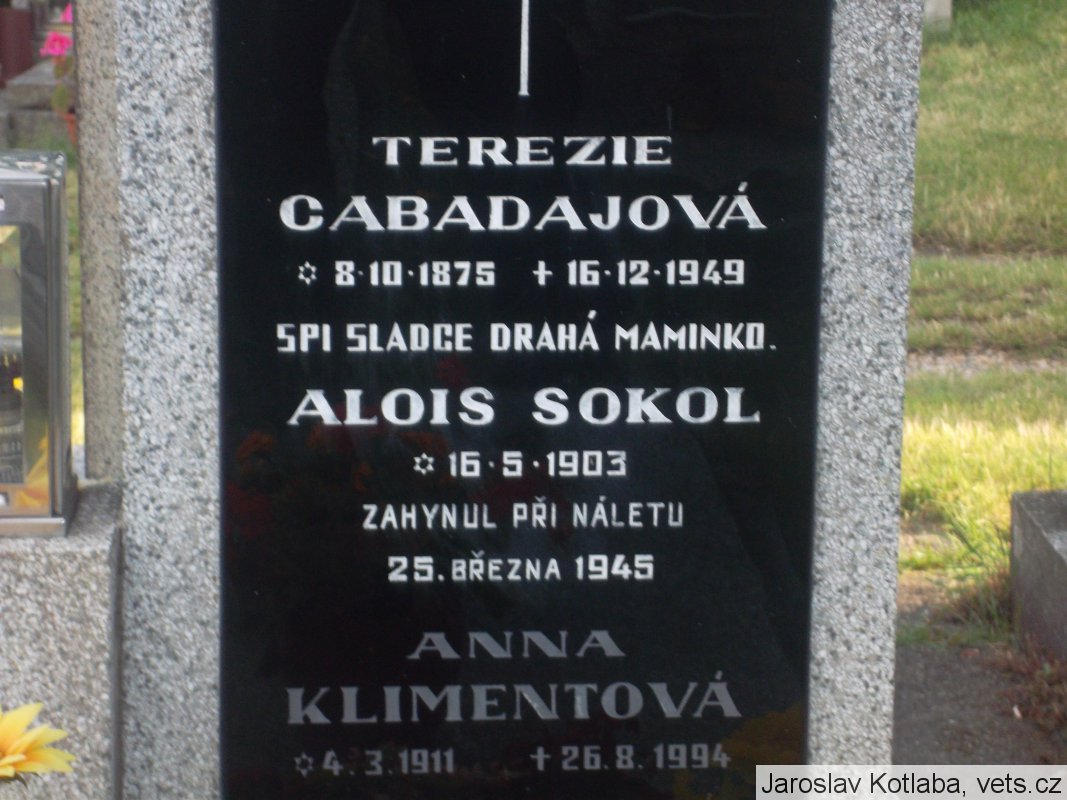 TEREZIE
CABADAJOVÁ
✡ 8·10·1875 ✝ 16·12·1949
SPI SLADCE DRAHÁ MAMINKO.
ALOIS SOKOL
✡ 16·5·1903
ZAHYNUL PŘI NÁLETU
25. BŘEZNA 1945
ANNA
KLIMENTOVÁ
✡ 4.3.1911 ✝ 26.8.1994
Jaroslav Kotlaba, vets.cz